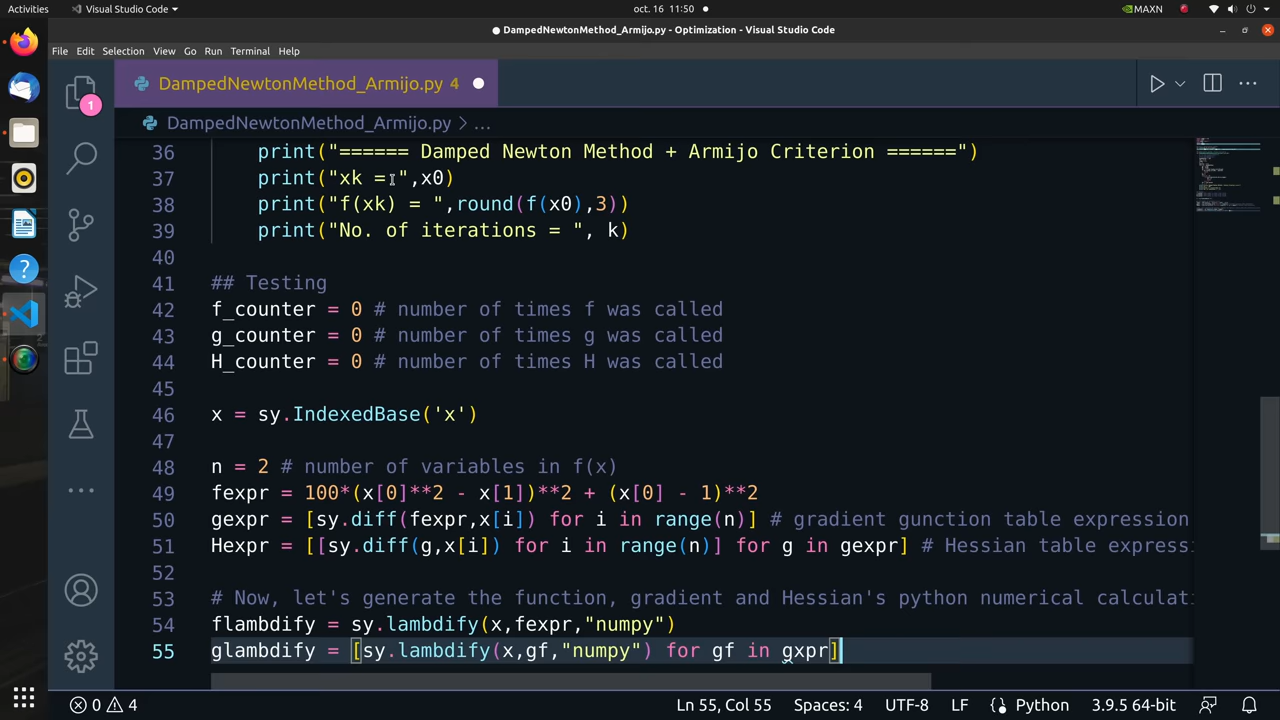 Activities
Visual Studio Code
oct. 16 11:50
MAXN
DampedNewtonMethod_Armijo.py - Optimization - Visual Studio Code
File Edit Selection View Go Run Terminal Help
DampedNewtonMethod_Armijo.py 4
1
DampedNewtonMethod_Armijo.py > ...
36 print("====== Damped Newton Method + Armijo Criterion ======")
37 print("xk = ",x0)
38 print("f(xk) = ",round(f(x0),3))
39 print("No. of iterations = ", k)
40
41 ## Testing
42 f_counter = 0 # number of times f was called
43 g_counter = 0 # number of times g was called
44 H_counter = 0 # number of times H was called
45
46 x = sy.IndexedBase('x')
47
48 n = 2 # number of variables in f(x)
49 fexpr = 100*(x[0]**2 - x[1])**2 + (x[0] - 1)**2
50 gexpr = [sy.diff(fexpr,x[i]) for i in range(n)] # gradient gunction table expression
51 Hexpr = [[sy.diff(g,x[i]) for i in range(n)] for g in gexpr] # Hessian table express
52
53 # Now, let's generate the function, gradient and Hessian's python numerical calculati
54 flambdify = sy.lambdify(x,fexpr,"numpy")
55 glambdify = [sy.lambdify(x,gf,"numpy") for gf in gxpr]
0 4
Ln 55, Col 55 Spaces: 4 UTF-8 LF Python 3.9.5 64-bit